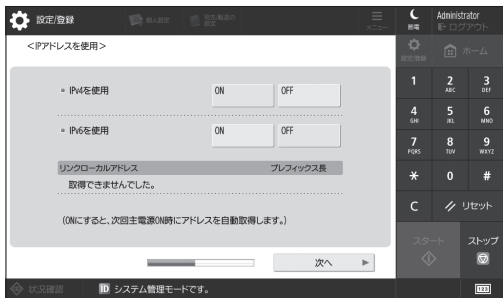 設定/登録
個人設定
宛先/転送の
設定
メニュー
節電
Administrator
ログアウト
<IPアドレスを使用>
設定/登録
ホーム
IPv4を使用
ON
OFF
IPv6を使用
ON
OFF
リンクローカルアドレス
プレフィックス長
取得できませんでした。
(ONにすると、次回主電源ON時にアドレスを自動取得します。)
次へ
1
2
ABC
3
DEF
4
GHI
5
JKL
6
MNO
7
PQRS
8
TUV
9
WXYZ
*
0
#
C
リセット
スタート
ストップ
状況確認
ID
システム管理モードです。
123